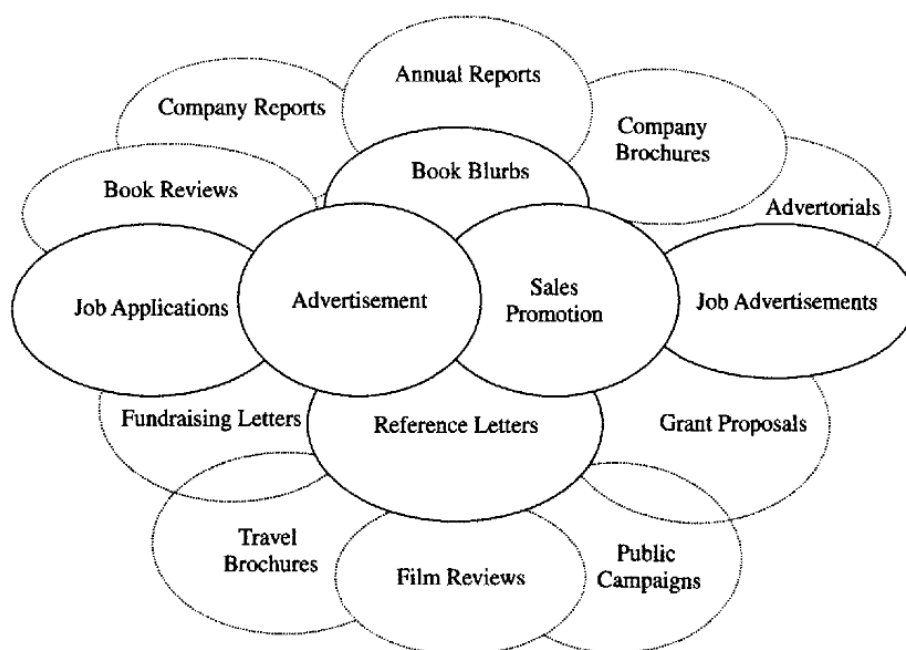 Annual Reports
Company Reports
Company
Brochures
Book Blurbs
Book Reviews
Advertorials
Job Applications
Advertisement
Sales
Promotion
Job Advertisements
Fundraising Letters
Reference Letters
Grant Proposals
Travel
Brochures
Film Reviews
Public
Campaigns